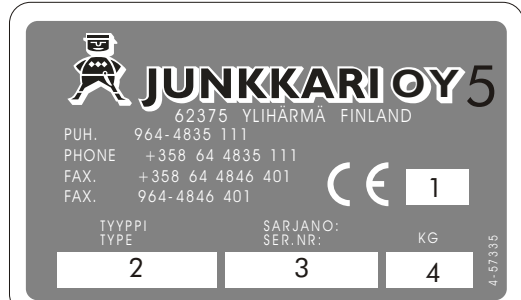 JUNKKARI OY 5
62375 YLIHÄRMÄ FINLAND
PUH. 964-4835 111
PHONE +358 64 4835 111
FAX. +358 64 4846 401
FAX. 964-4846 401
CE 1
TYYPPI
TYPE
SARJANO:
SER.NR:
KG
2
3
4
4-57335